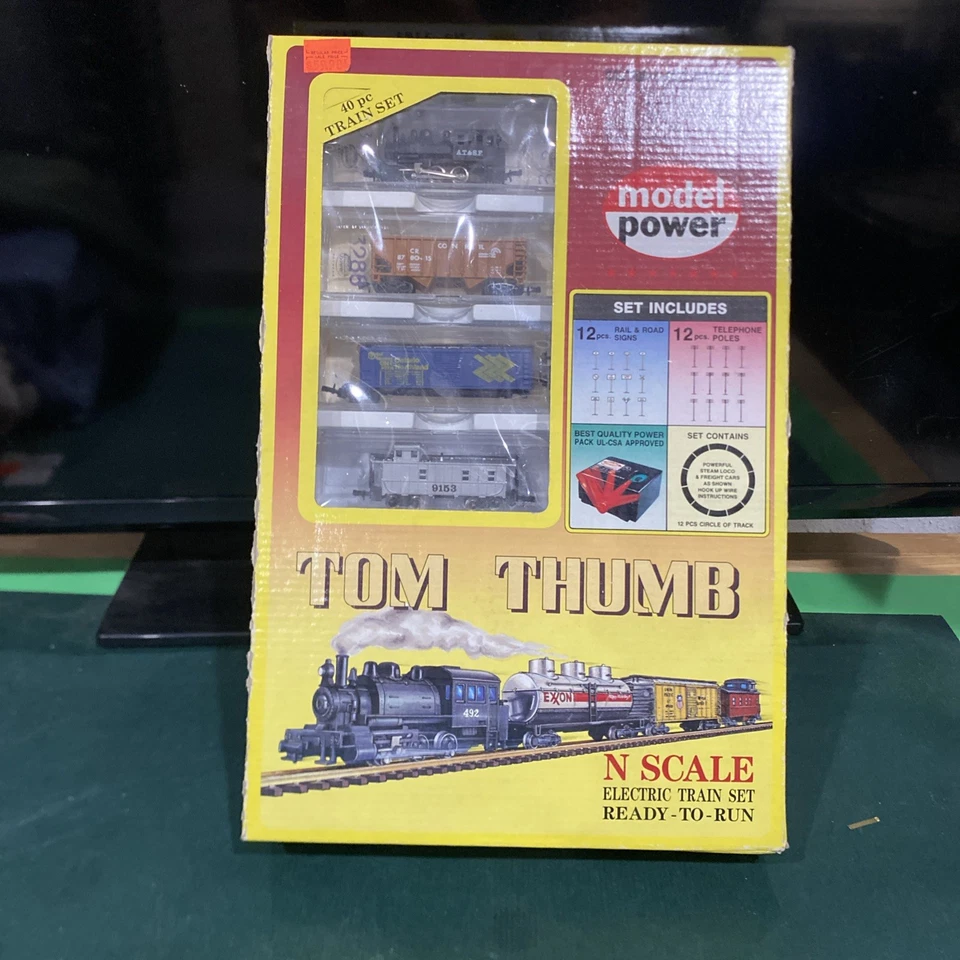 40 pc
TRAIN SET
AT&SF
CR CONRAIL
9153
model
power
SET INCLUDES
12 pcs. RAIL & ROAD
SIGNS
12 pcs. TELEPHONE
POLES
BEST QUALITY POWER
PACK UL-CSA APPROVED
SET CONTAINS
POWERFUL
STEAM LOCO
& FREIGHT CARS
AS SHOWN
HOOK UP WIRE
INSTRUCTIONS
12 PCS CIRCLE OF TRACK
TOM THUMB
492
EXXON
N SCALE
ELECTRIC TRAIN SET
READY-TO-RUN